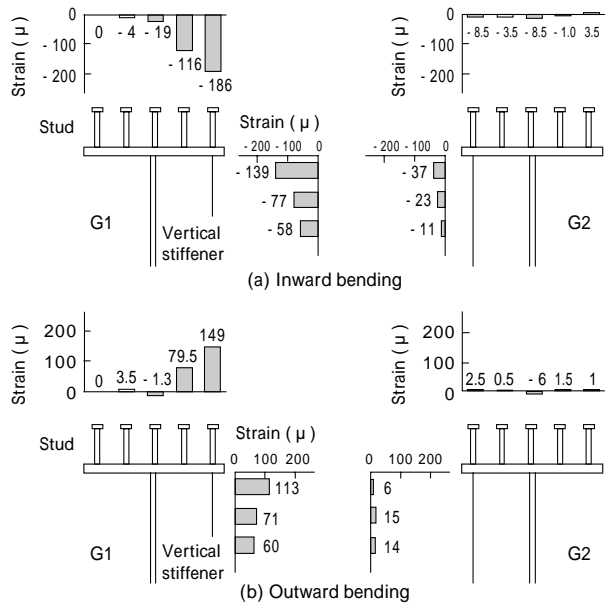 0
- 100
- 200
Strain ( μ )
0 - 4 - 19
- 116
- 186
0
- 100
- 200
Strain ( μ )
- 8.5 - 3.5 - 8.5 - 1.0 3.5
Stud
Strain ( μ )
- 200 - 100 0
- 139
- 77
- 58
- 200 - 100 0
- 37
- 23
- 11
G1
Vertical
stiffener
G2
(a) Inward bending
200
100
0
Strain ( μ )
0 3.5 - 1.3 79.5 149
200
100
0
Strain ( μ )
2.5 0.5 - 6 1.5 1
Stud
Strain ( μ )
0 100 200
113
71
60
0 100 200
6
15
14
G1
Vertical
stiffener
G2
(b) Outward bending